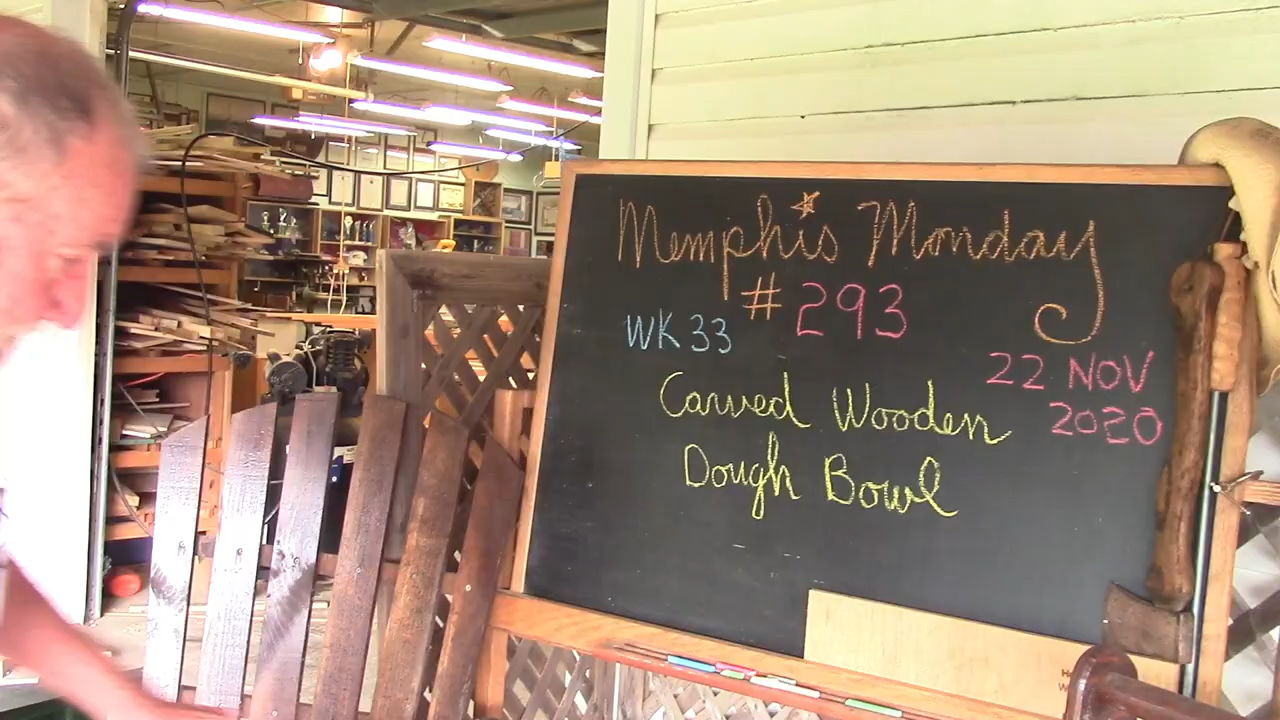 Memphis Monday
# 293
WK 33
22 NOV
2020
Carved Wooden
Dough Bowl